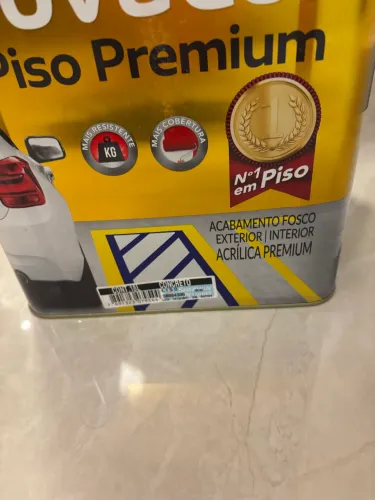 Piso Premium
MAIS RESISTENTE
KG
MAIS COBERTURA
1
Nº1
em Piso
ACABAMENTO FOSCO
EXTERIOR | INTERIOR
ACRÍLICA PREMIUM
CONCRETO